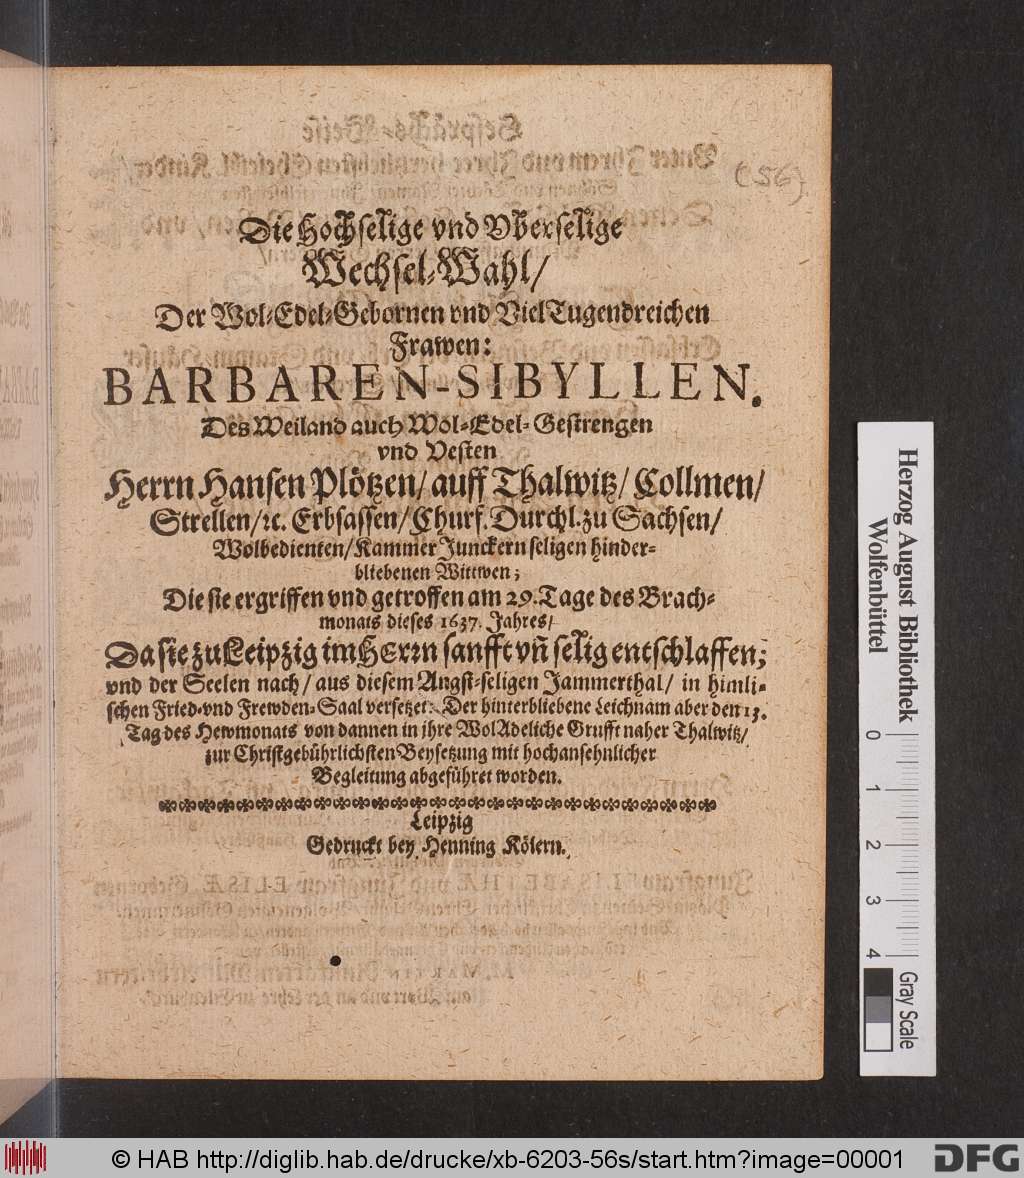 (56)
Die Hochselige vnd Vberselige
Wechsel-Wahl/
Der Wol-Edel-Gebornen vnd VielTugendreichen
Frawen:
BARBAREN-SIBYLLEN.
Des Weiland auch Wol-Edel-Gestrengen
vnd Vesten
Herrn Hansen Plötzen/ auff Thalwitz/ Collmen/
Strellen/ ꝛc. Erbsassen/ Churf. Durchl. zu Sachsen/
Wolbedienten/ Kammer Junckern seligen hinder-
bliebenen Wittwen;
Die sie ergriffen vnd getroffen am 29. Tage des Brach-
monats dieses 1637. Jahres/
Da sie zu Leipzig im HErrn sanfft vñ selig entschlaffen;
vnd der Seelen nach/ aus diesem Angst-seligen Jammerthal/ in himli-
schen Fried-vnd Frewden-Saal versetzet: Der hinterbliebene Leichnam aber den 13.
Tag des Hewmonats von dannen in jhre WolAdeliche Grufft naher Thalwitz/
zur Christgebührlichsten Beysetzung mit hochansehnlicher
Begleitung abgeführet worden.
Leipzig
Gedruckt bey Henning Kölern.
Herzog August Bibliothek
Wolfenbüttel
0 1 2 3 4
Gray Scale
© HAB http://diglib.hab.de/drucke/xb-6203-56s/start.htm?image=00001
DFG